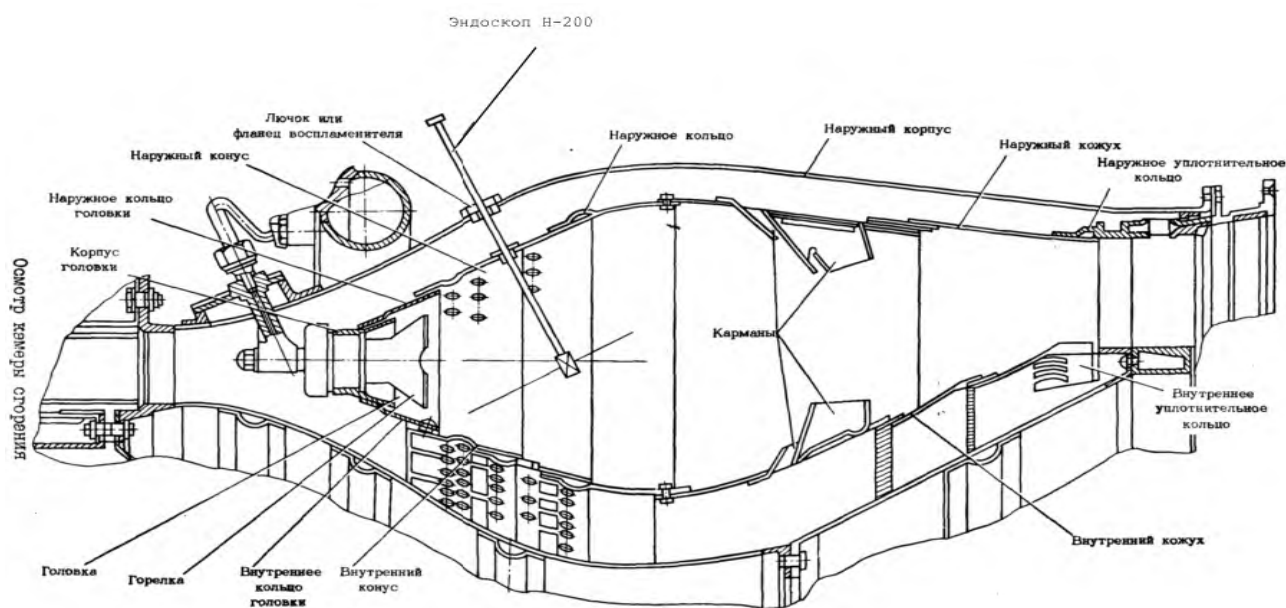 Эндоскоп Н-200
Лючок или
фланец воспламенителя
Наружное кольцо
Наружный корпус
Наружный конус
Наружный кожух
Наружное уплотнительное
кольцо
Наружное кольцо
головки
Корпус
головки
Осмотр камеры сгорания
Карманы
Внутреннее
уплотнительное
кольцо
Внутренний кожух
Головка
Горелка
Внутреннее
кольцо
головки
Внутренний
конус